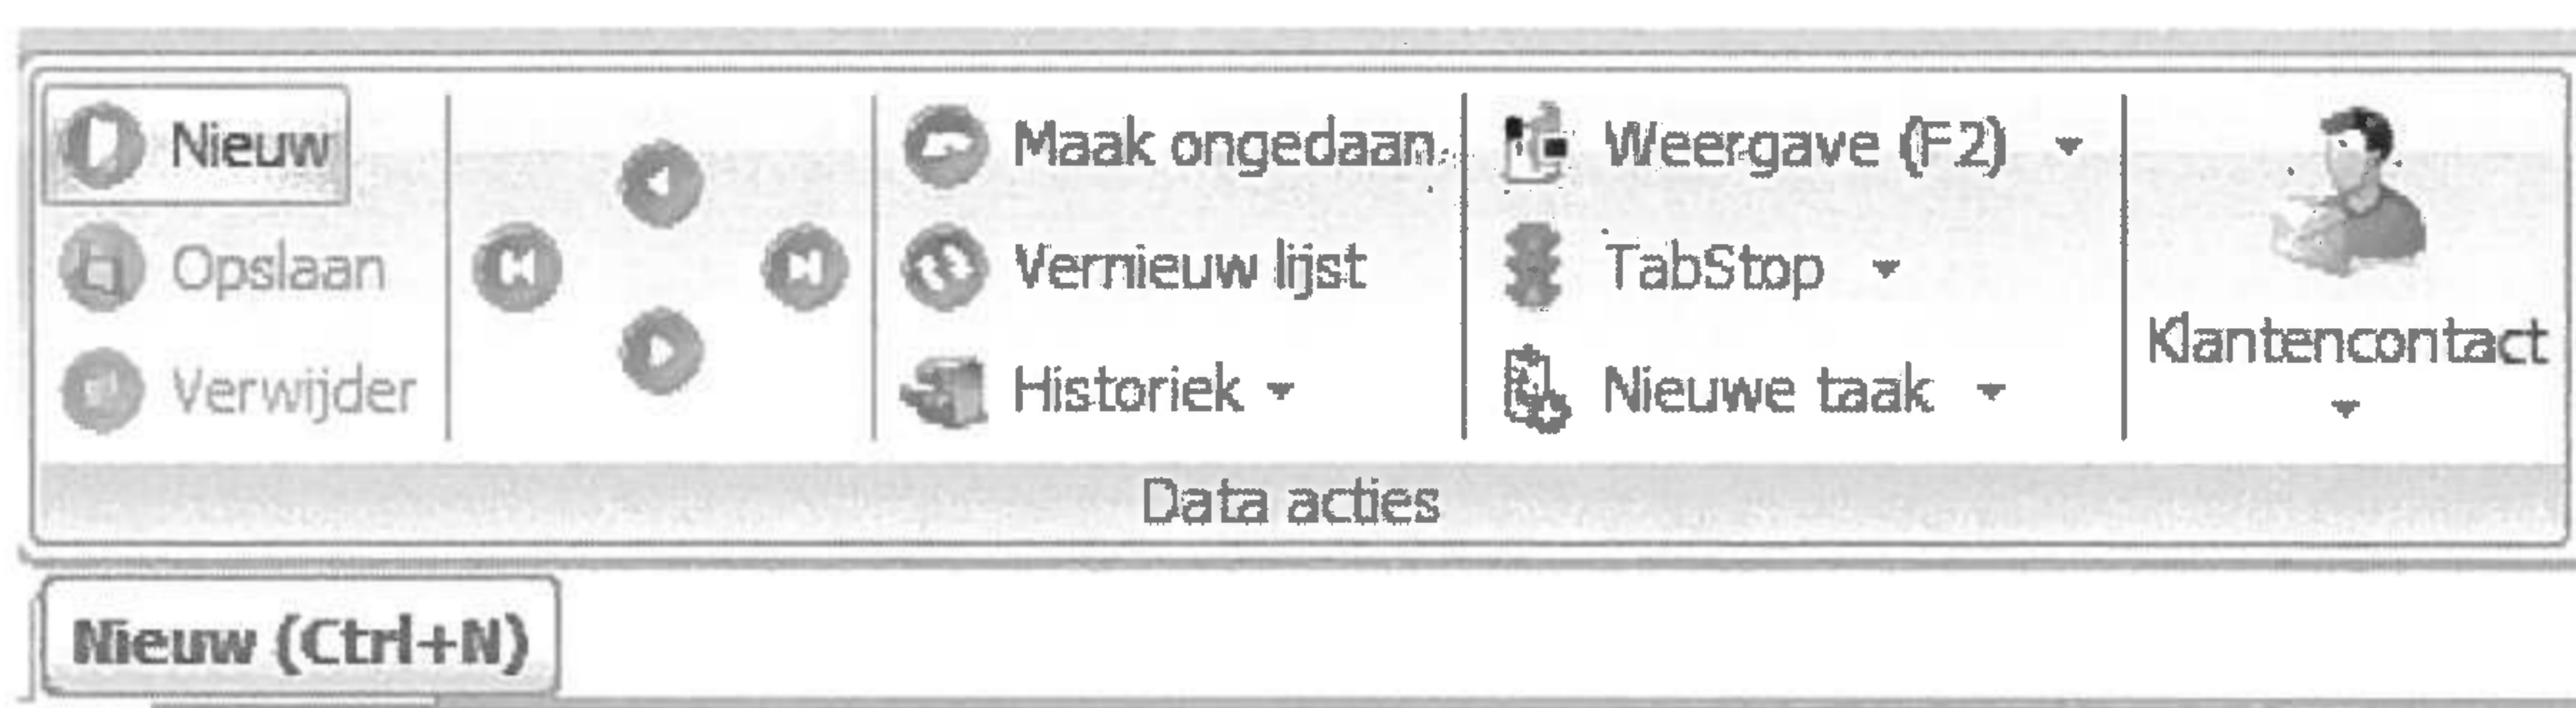 Nieuw
Opslaan
Verwijder
Maak ongedaan
Vernieuw lijst
Historiek
Weergave (F2)
TabStop
Nieuwe taak
Klantencontact
Data acties
Nieuw (Ctrl+N)